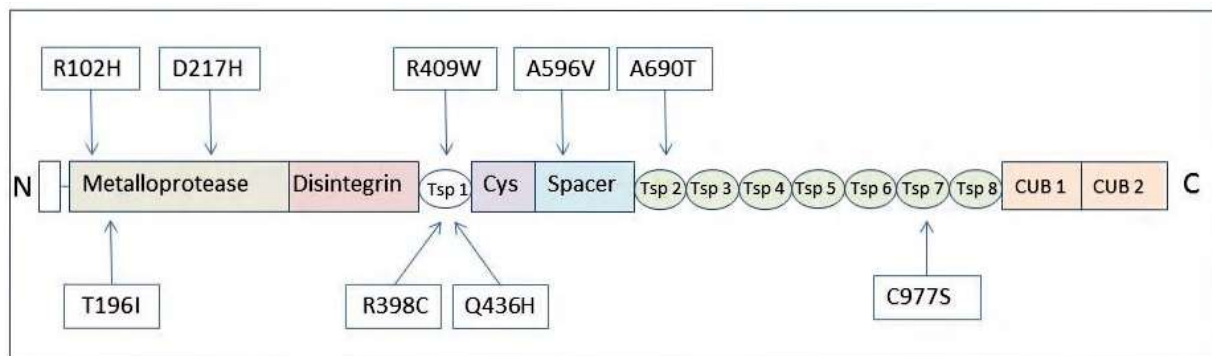 R102H D217H R409W A596V A690T
N Metalloprotease Disintegrin Tsp 1 Cys Spacer Tsp 2 Tsp 3 Tsp 4 Tsp 5 Tsp 6 Tsp 7 Tsp 8 CUB 1 CUB 2 C
T196I R398C Q436H C977S